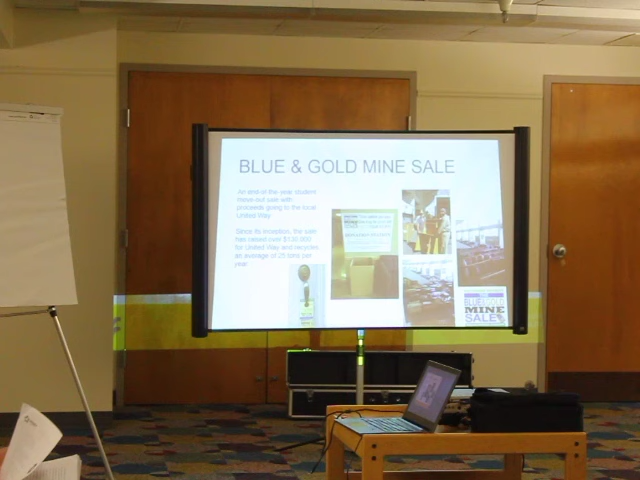 BLUE & GOLD MINE SALE
An end-of-the-year student
move-out sale with
proceeds going to the local
United Way
Since its inception, the sale
has raised over
for United Way and recycles
an average of 25 tons per
year.
THE
BLUE&GOLD
MINE
SALE